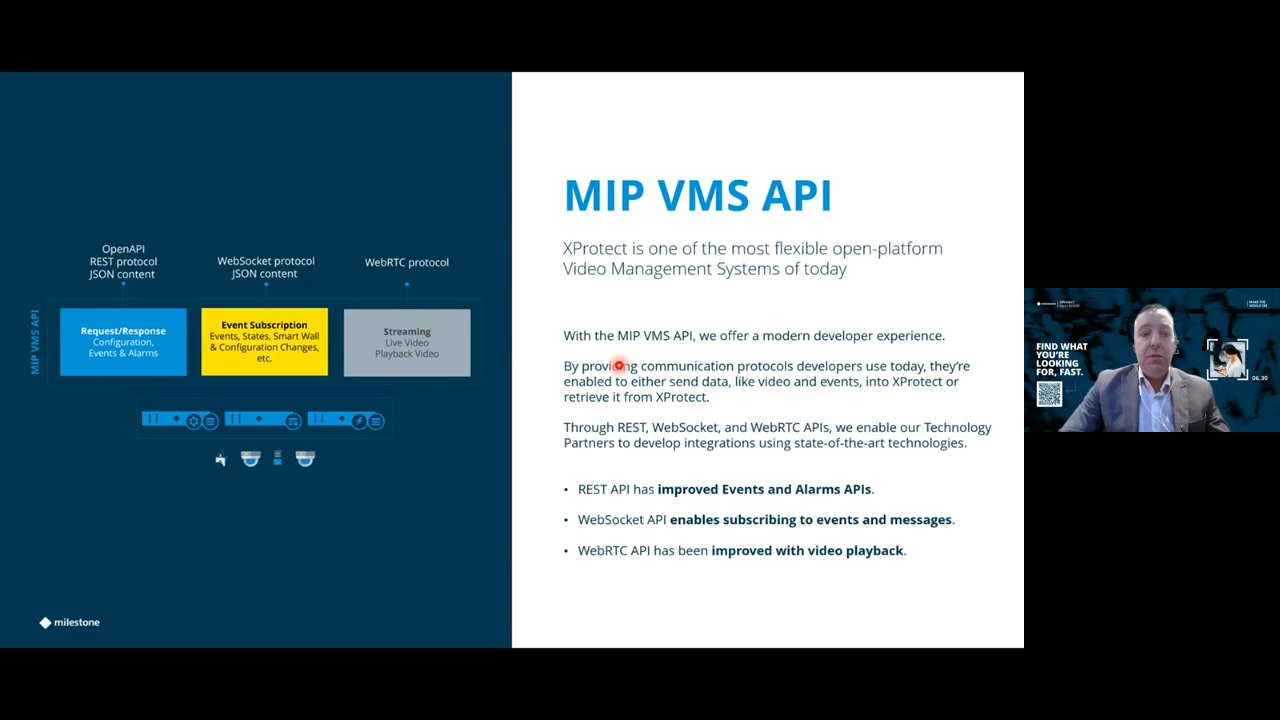 OpenAPI
REST protocol
JSON content
WebSocket protocol
JSON content
WebRTC protocol
MIP VMS API
Request/Response
Configuration,
Events & Alarms
Event Subscription
Events, States, Smart Wall
& Configuration Changes,
etc.
Streaming
Live Video
Playback Video
milestone
MIP VMS API
XProtect is one of the most flexible open-platform
Video Management Systems of today
With the MIP VMS API, we offer a modern developer experience.
By providing communication protocols developers use today, they're
enabled to either send data, like video and events, into XProtect or
retrieve it from XProtect.
Through REST, WebSocket, and WebRTC APIs, we enable our Technology
Partners to develop integrations using state-of-the-art technologies.
• REST API has improved Events and Alarms APIs.
• WebSocket API enables subscribing to events and messages.
• WebRTC API has been improved with video playback.
milestone
MAKE THE
WORLD SEE
FIND WHAT
YOU'RE
LOOKING
FOR, FAST.
06.30